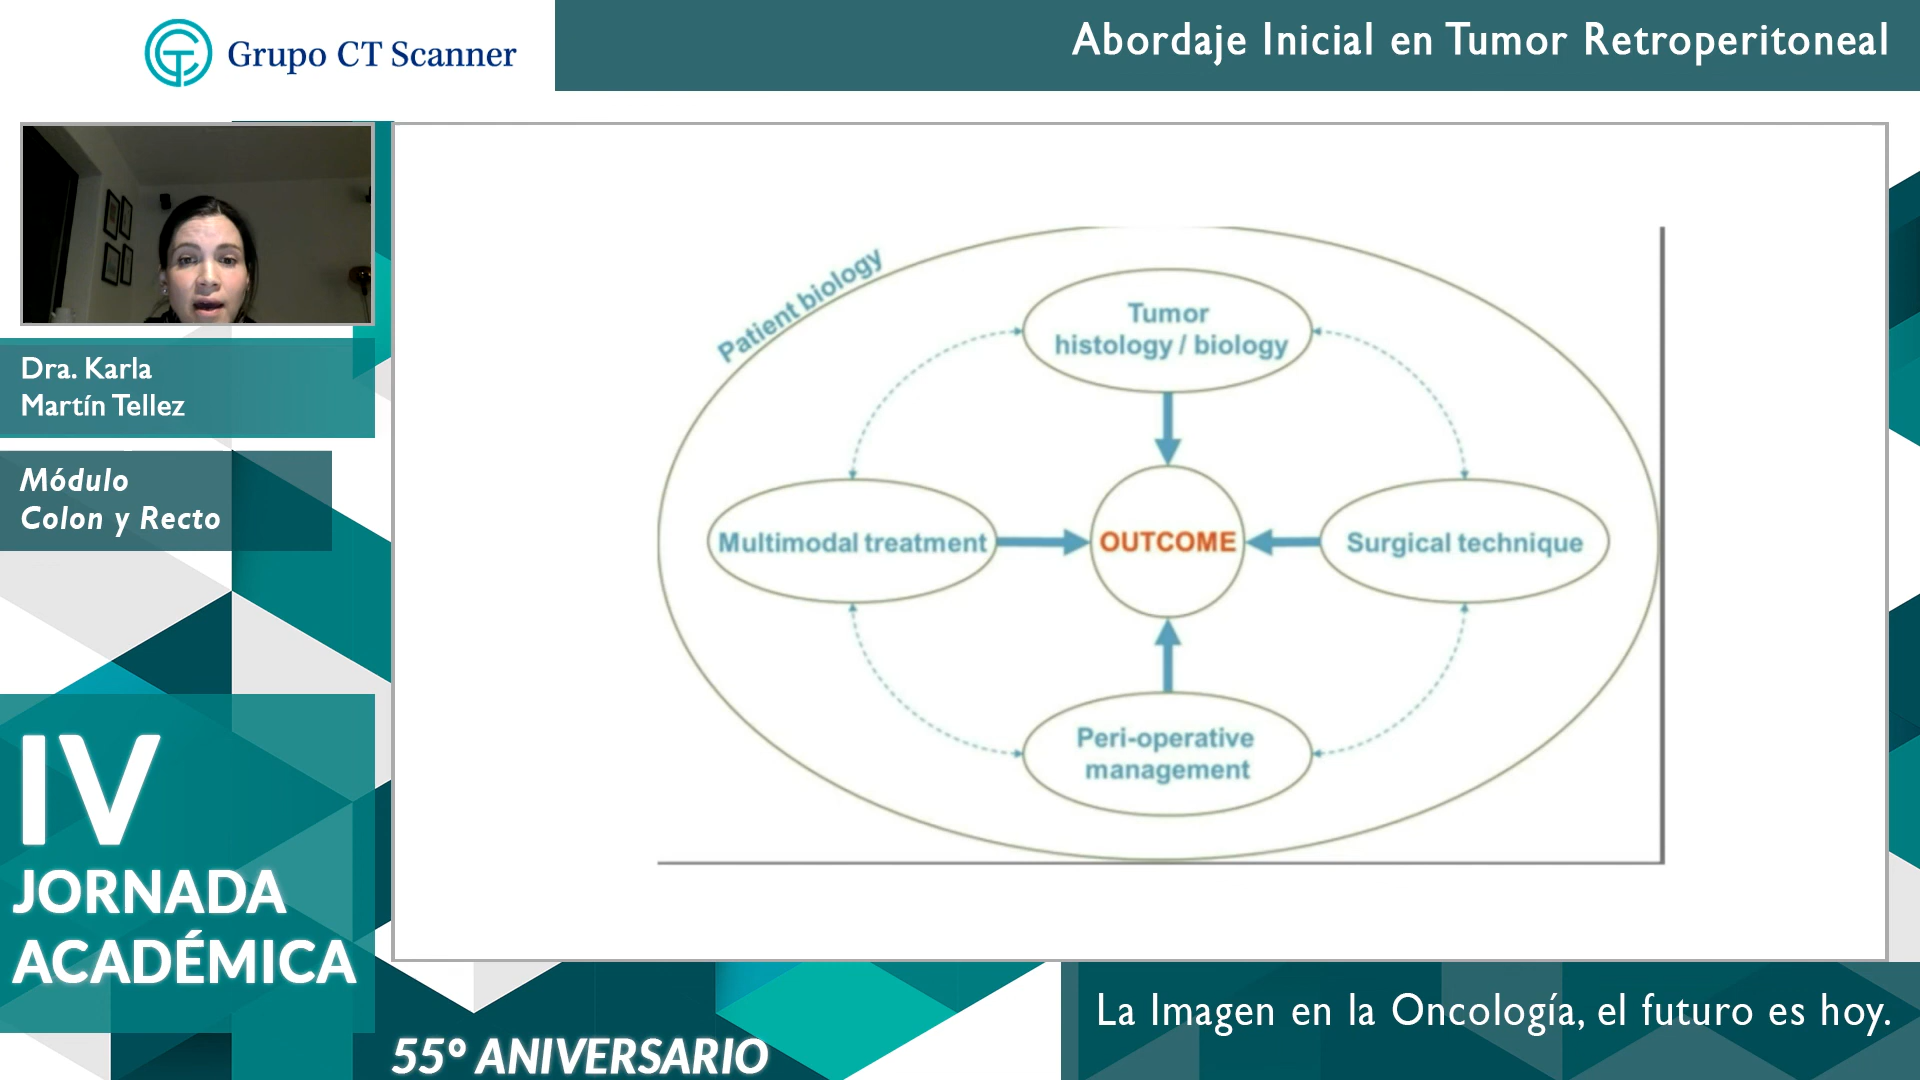 Grupo CT Scanner
Abordaje Inicial en Tumor Retroperitoneal
Dra. Karla
Martín Tellez
Módulo
Colon y Recto
IV
JORNADA
ACADÉMICA
55º ANIVERSARIO
La Imagen en la Oncología, el futuro es hoy.
Patient biology
Tumor
histology / biology
Multimodal treatment
OUTCOME
Surgical technique
Peri-operative
management